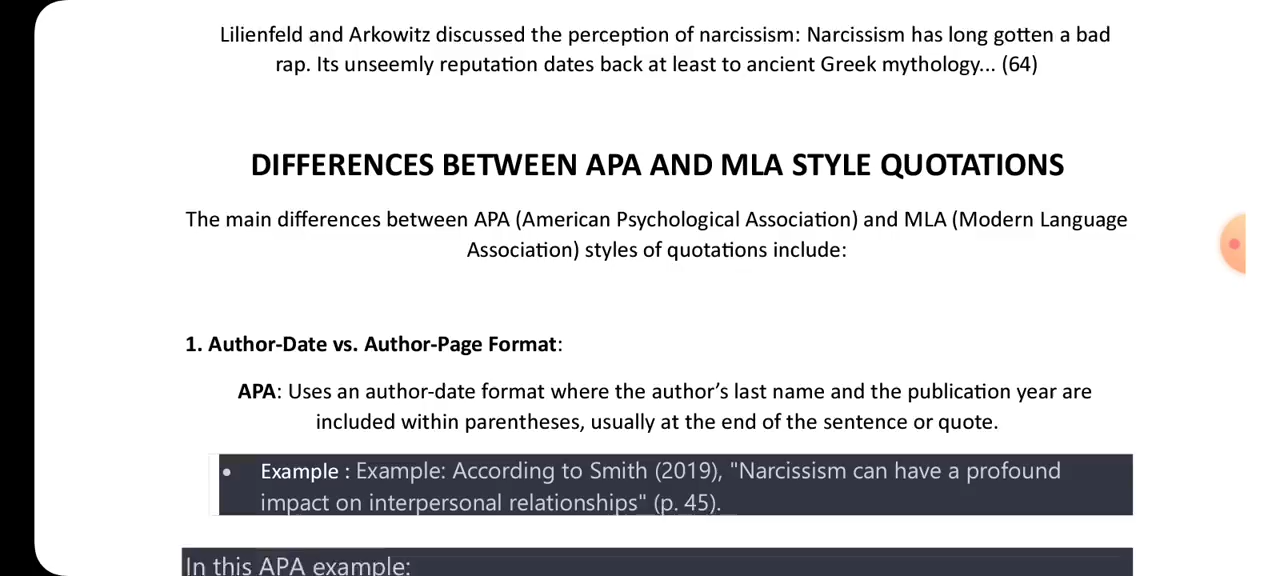 Lilienfeld and Arkowitz discussed the perception of narcissism: Narcissism has long gotten a bad
rap. Its unseemly reputation dates back at least to ancient Greek mythology... (64)
DIFFERENCES BETWEEN APA AND MLA STYLE QUOTATIONS
The main differences between APA (American Psychological Association) and MLA (Modern Language
Association) styles of quotations include:
1. Author-Date vs. Author-Page Format:
APA: Uses an author-date format where the author’s last name and the publication year are
included within parentheses, usually at the end of the sentence or quote.
• Example : Example: According to Smith (2019), "Narcissism can have a profound
impact on interpersonal relationships" (p. 45).
In this APA example: